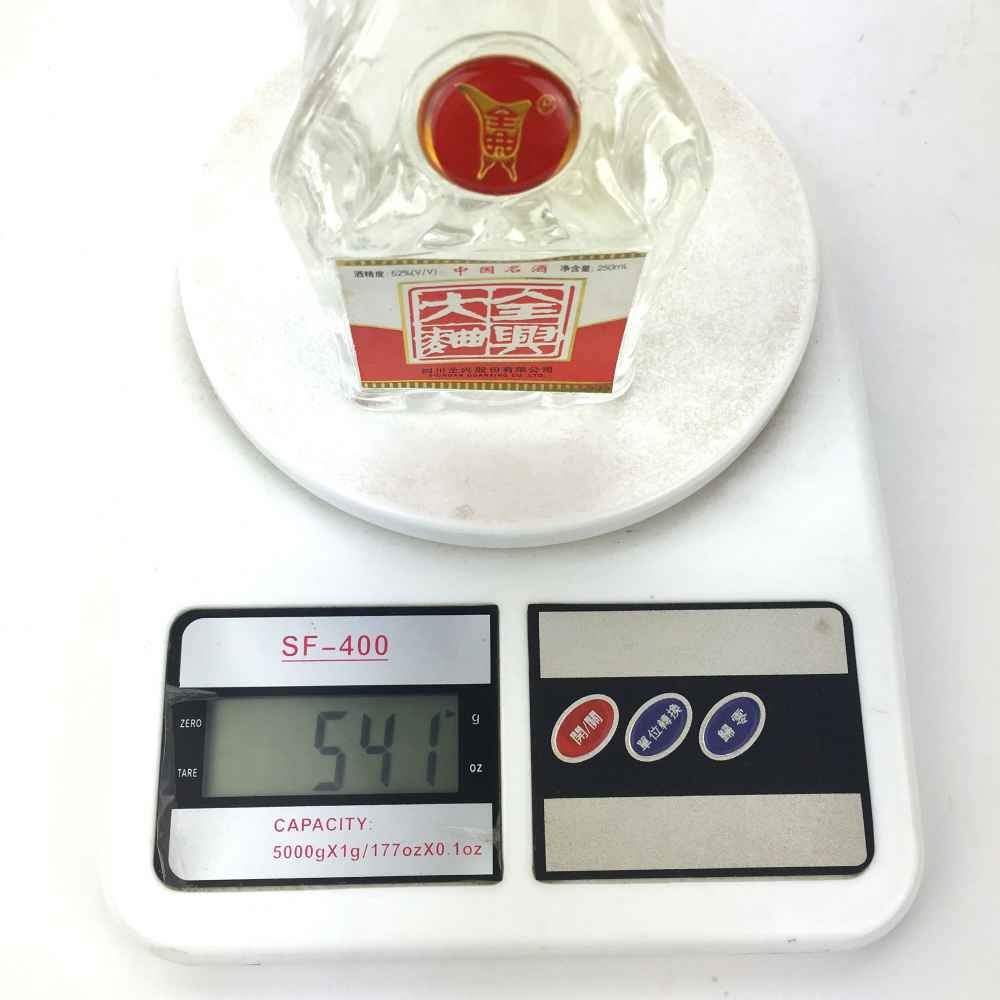 全興
®
酒精度: 52%(V/V) 中国名酒 净含量: 250mL
大全
麯興
四川全兴股份有限公司
SICHUAN QUANXING CO.,LTD.
SF-400
ZERO
TARE
541
g
oz
CAPACITY:
5000gX1g/177ozX0.1oz
開/關
單位轉換
歸零